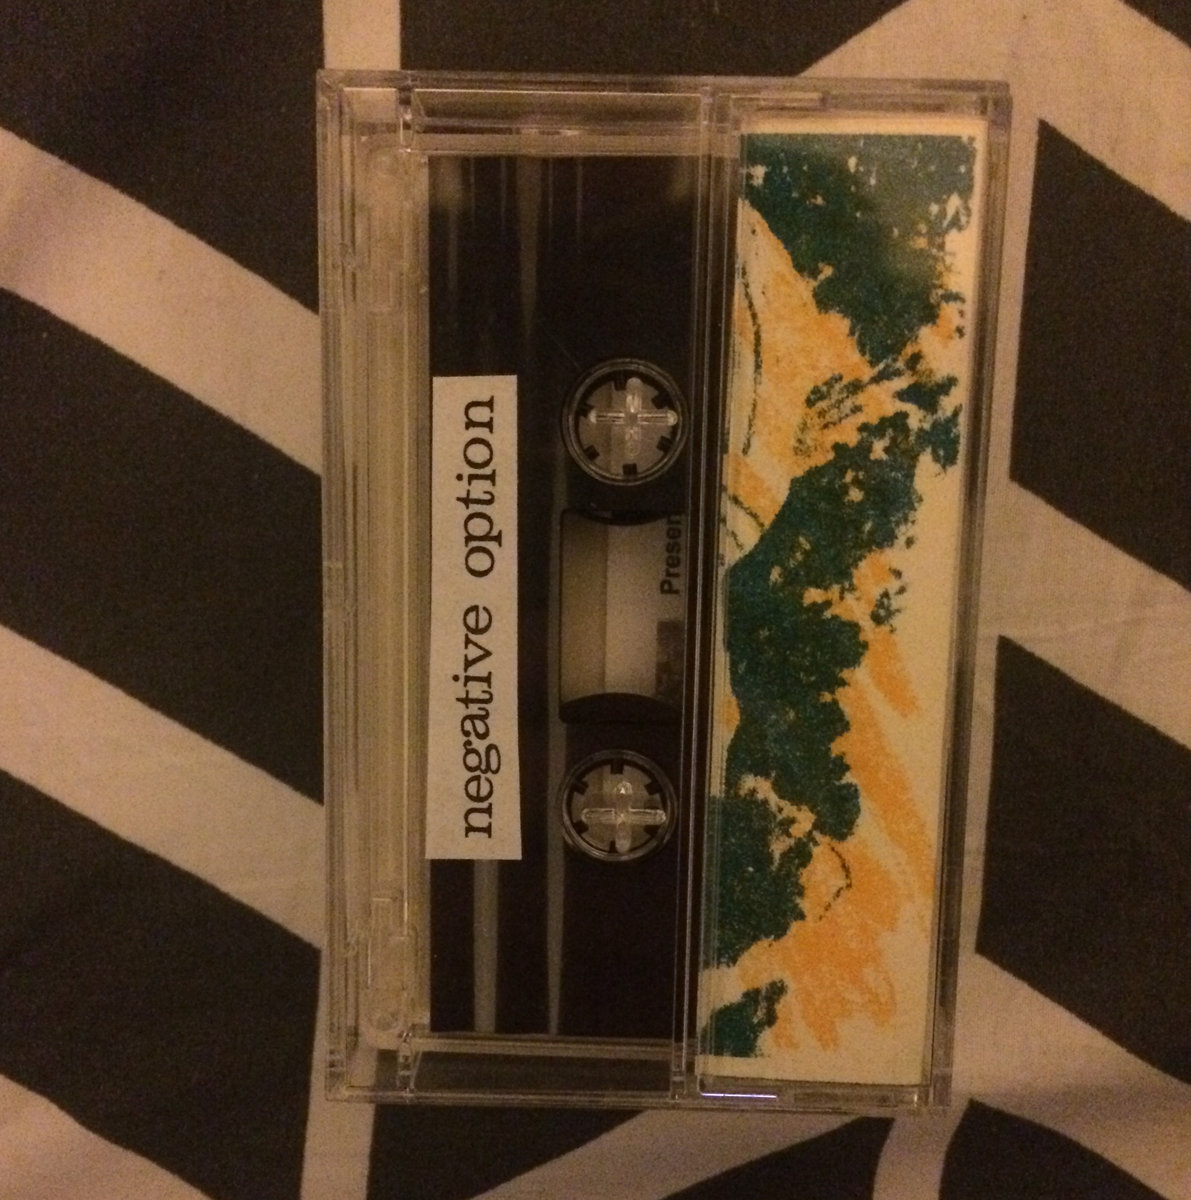 negative option
Presen